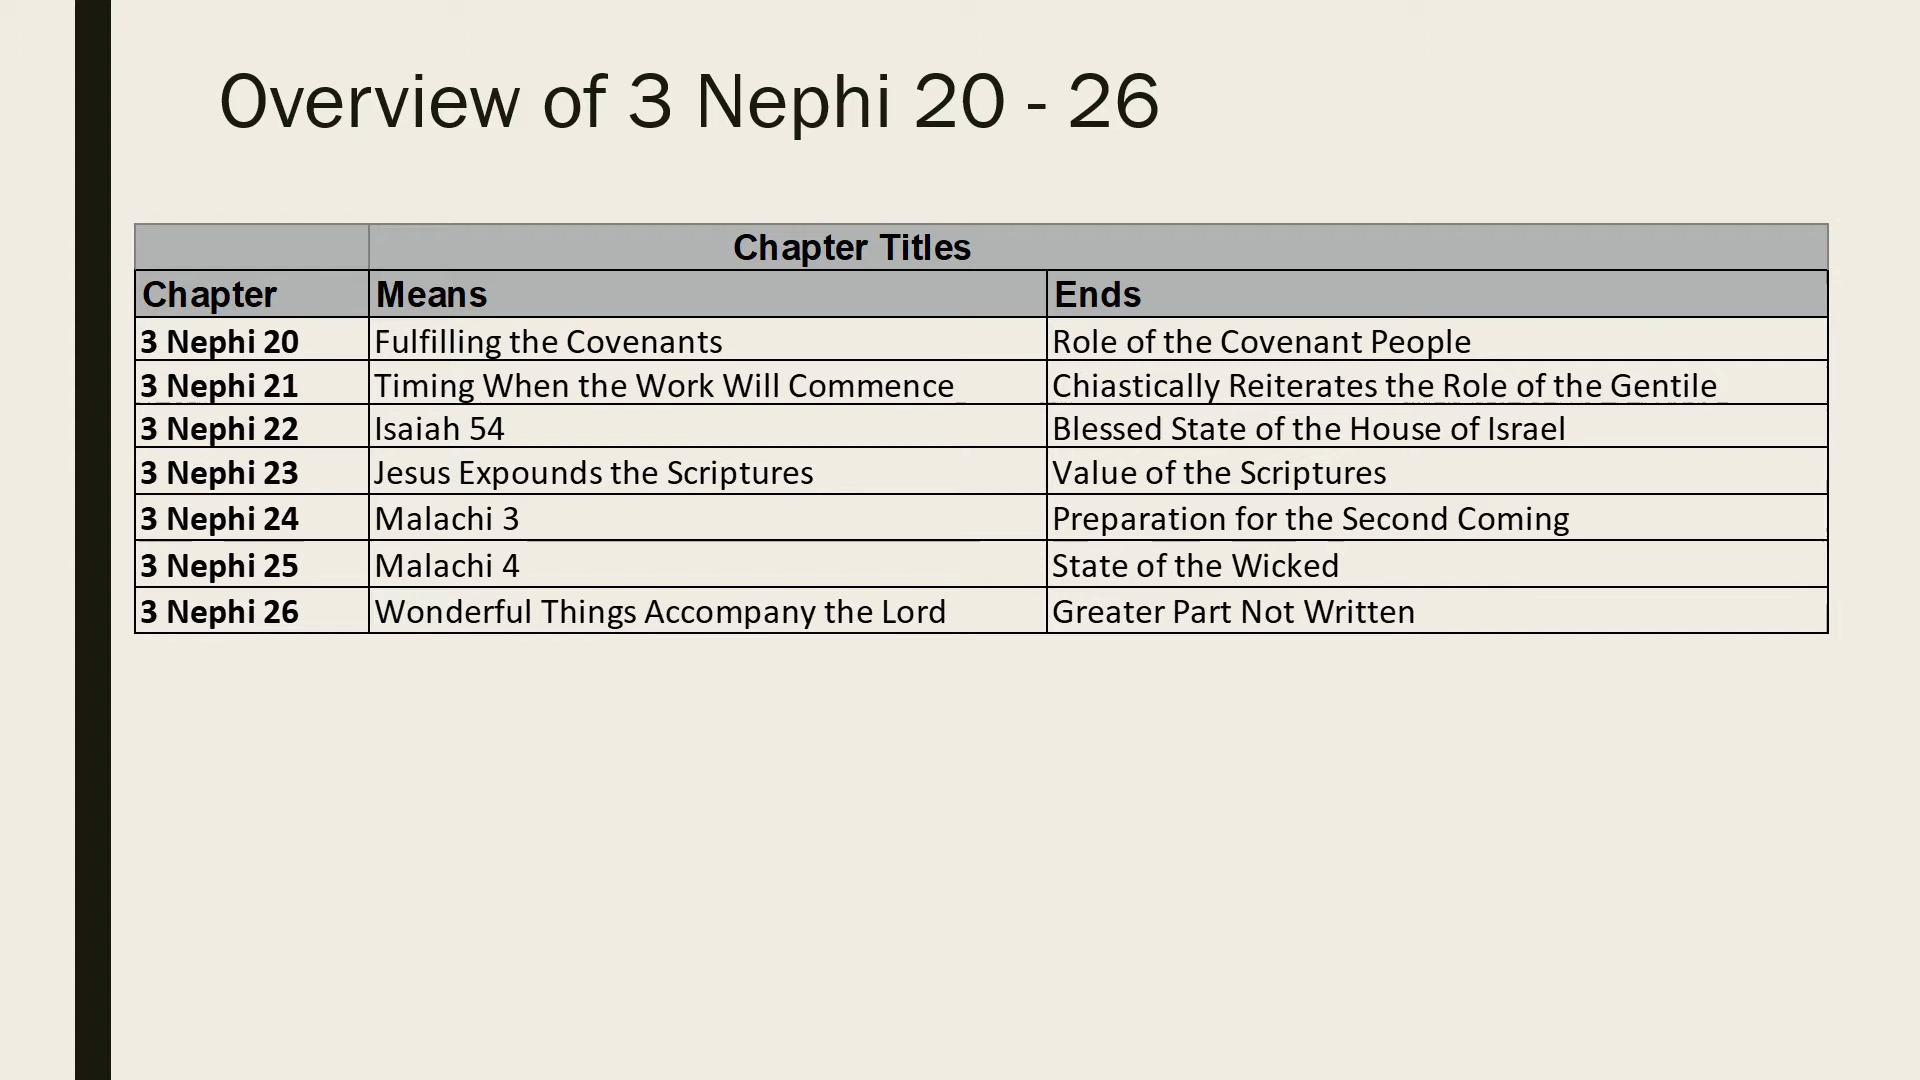 Overview of 3 Nephi 20 - 26
Chapter Titles
Chapter Means Ends
3 Nephi 20 Fulfilling the Covenants Role of the Covenant People
3 Nephi 21 Timing When the Work Will Commence Chiastically Reiterates the Role of the Gentile
3 Nephi 22 Isaiah 54 Blessed State of the House of Israel
3 Nephi 23 Jesus Expounds the Scriptures Value of the Scriptures
3 Nephi 24 Malachi 3 Preparation for the Second Coming
3 Nephi 25 Malachi 4 State of the Wicked
3 Nephi 26 Wonderful Things Accompany the Lord Greater Part Not Written